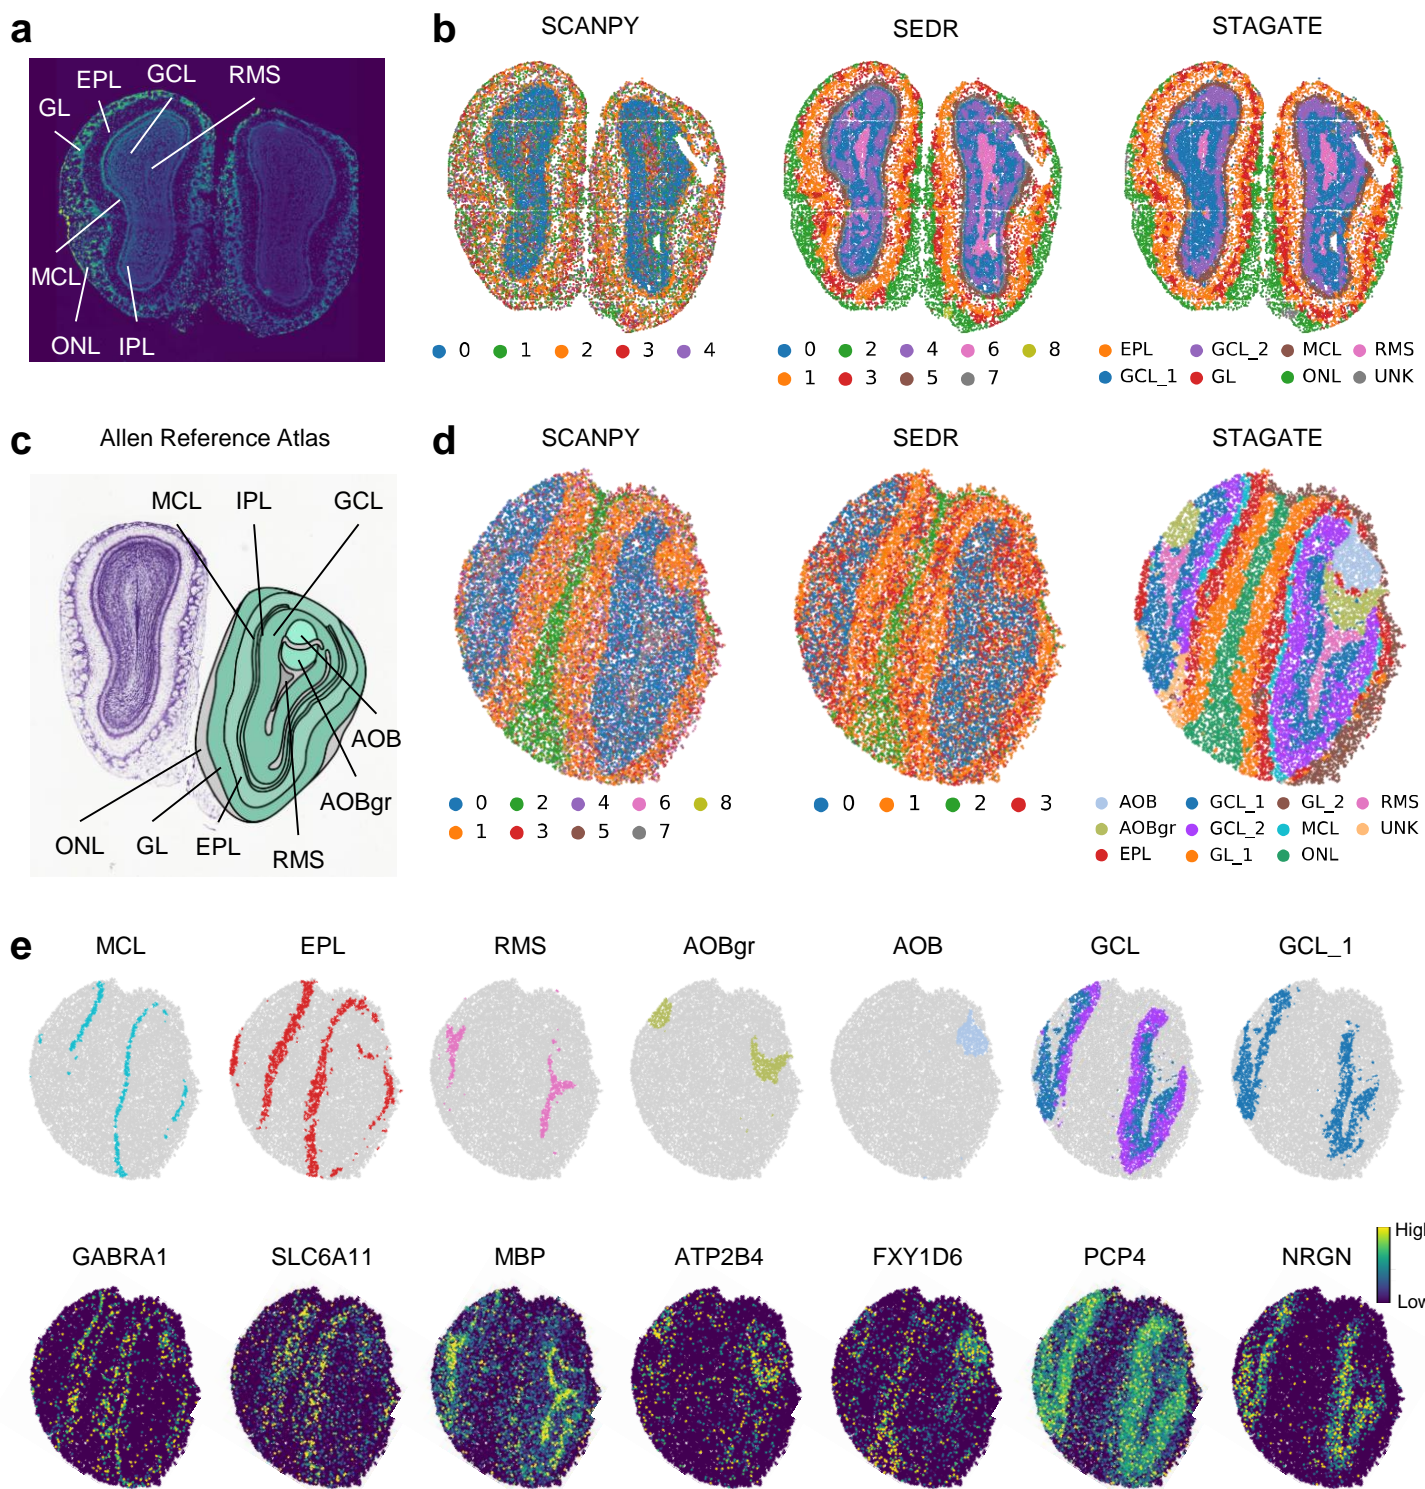 a
EPL GCL RMS
GL
MCL
ONL IPL
b
SCANPY SEDR STAGATE
0 1 2 3 4
0 2 4 6 8
1 3 5 7
EPL GCL_2 MCL RMS
GCL_1 GL ONL UNK
c
Allen Reference Atlas
MCL IPL GCL
AOB
AOBgr
ONL GL EPL RMS
d
SCANPY SEDR STAGATE
0 2 4 6 8
1 3 5 7
0 1 2 3
AOB GCL_1 GL_2 RMS
AOBgr GCL_2 MCL UNK
EPL GL_1 ONL
e
MCL EPL RMS AOBgr AOB GCL GCL_1
GABRA1 SLC6A11 MBP ATP2B4 FXY1D6 PCP4 NRGN
High
Low